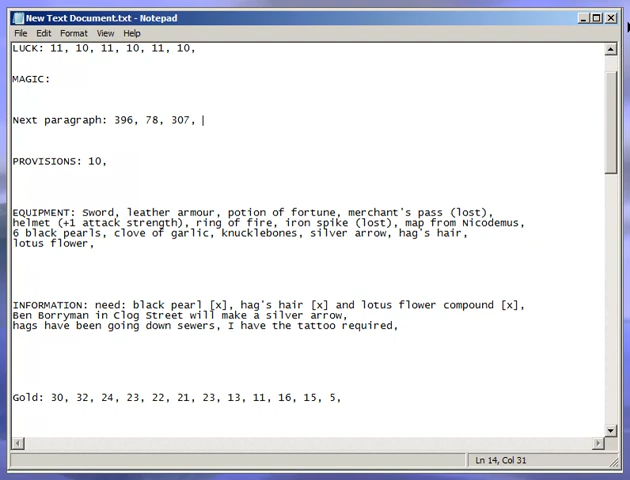 New Text Document.txt - Notepad
File Edit Format View Help
LUCK: 11, 10, 11, 10, 11, 10,
MAGIC:
Next paragraph: 396, 78, 307,
PROVISIONS: 10,
EQUIPMENT: Sword, leather armour, potion of fortune, merchant's pass (lost),
helmet (+1 attack strength), ring of fire, iron spike (lost), map from Nicodemus,
6 black pearls, clove of garlic, knucklebones, silver arrow, hag's hair,
lotus flower,
INFORMATION: need: black pearl [x], hag's hair [x] and lotus flower compound [x],
Ben Borryman in Clog Street will make a silver arrow,
hags have been going down sewers, I have the tattoo required,
Gold: 30, 32, 24, 23, 22, 21, 23, 13, 11, 16, 15, 5,
Ln 14, Col 31